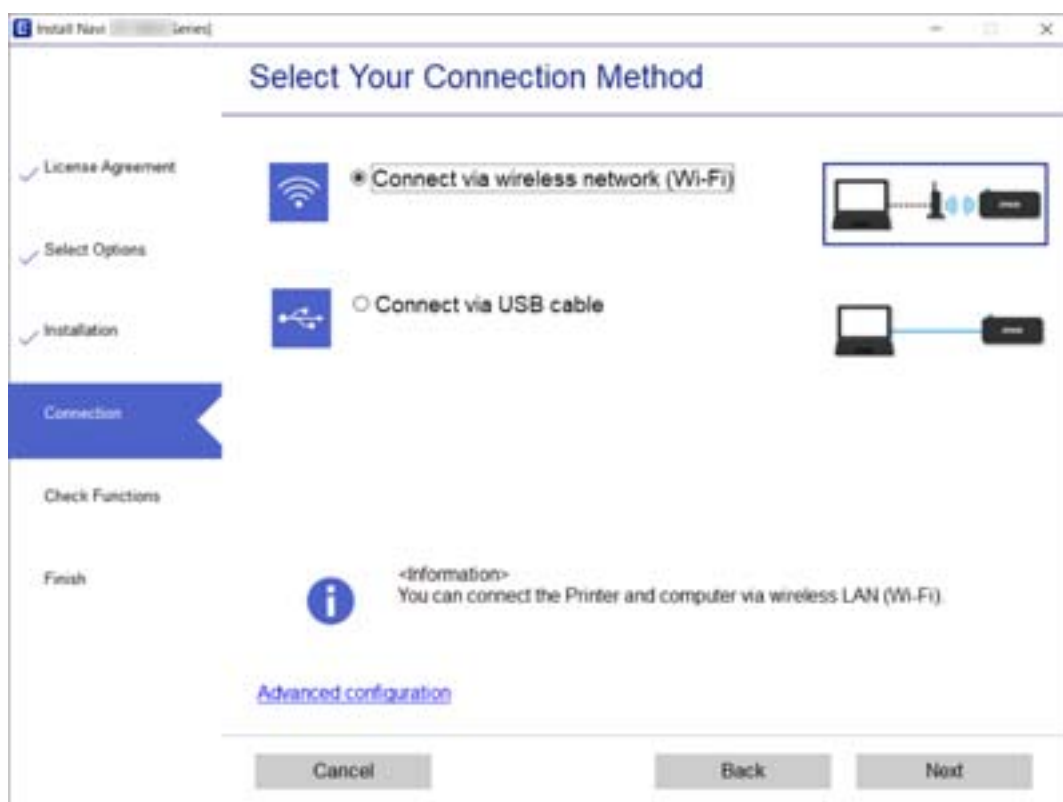 Install Navi Series]
Select Your Connection Method
License Agreement
Select Options
Installation
Connection
Check Functions
Finish
Connect via wireless network (Wi-Fi)
Connect via USB cable
<Information>
You can connect the Printer and computer via wireless LAN (Wi-Fi).
Advanced configuration
Cancel
Back
Next